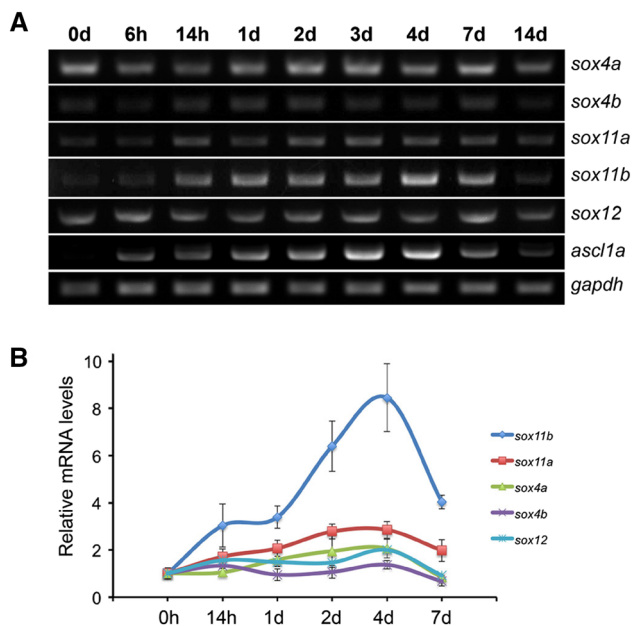 A
0d 6h 14h 1d 2d 3d 4d 7d 14d
sox4a
sox4b
sox11a
sox11b
sox12
ascl1a
gapdh
B
Relative mRNA levels
10
8
6
4
2
0
0h 14h 1d 2d 4d 7d
sox11b
sox11a
sox4a
sox4b
sox12